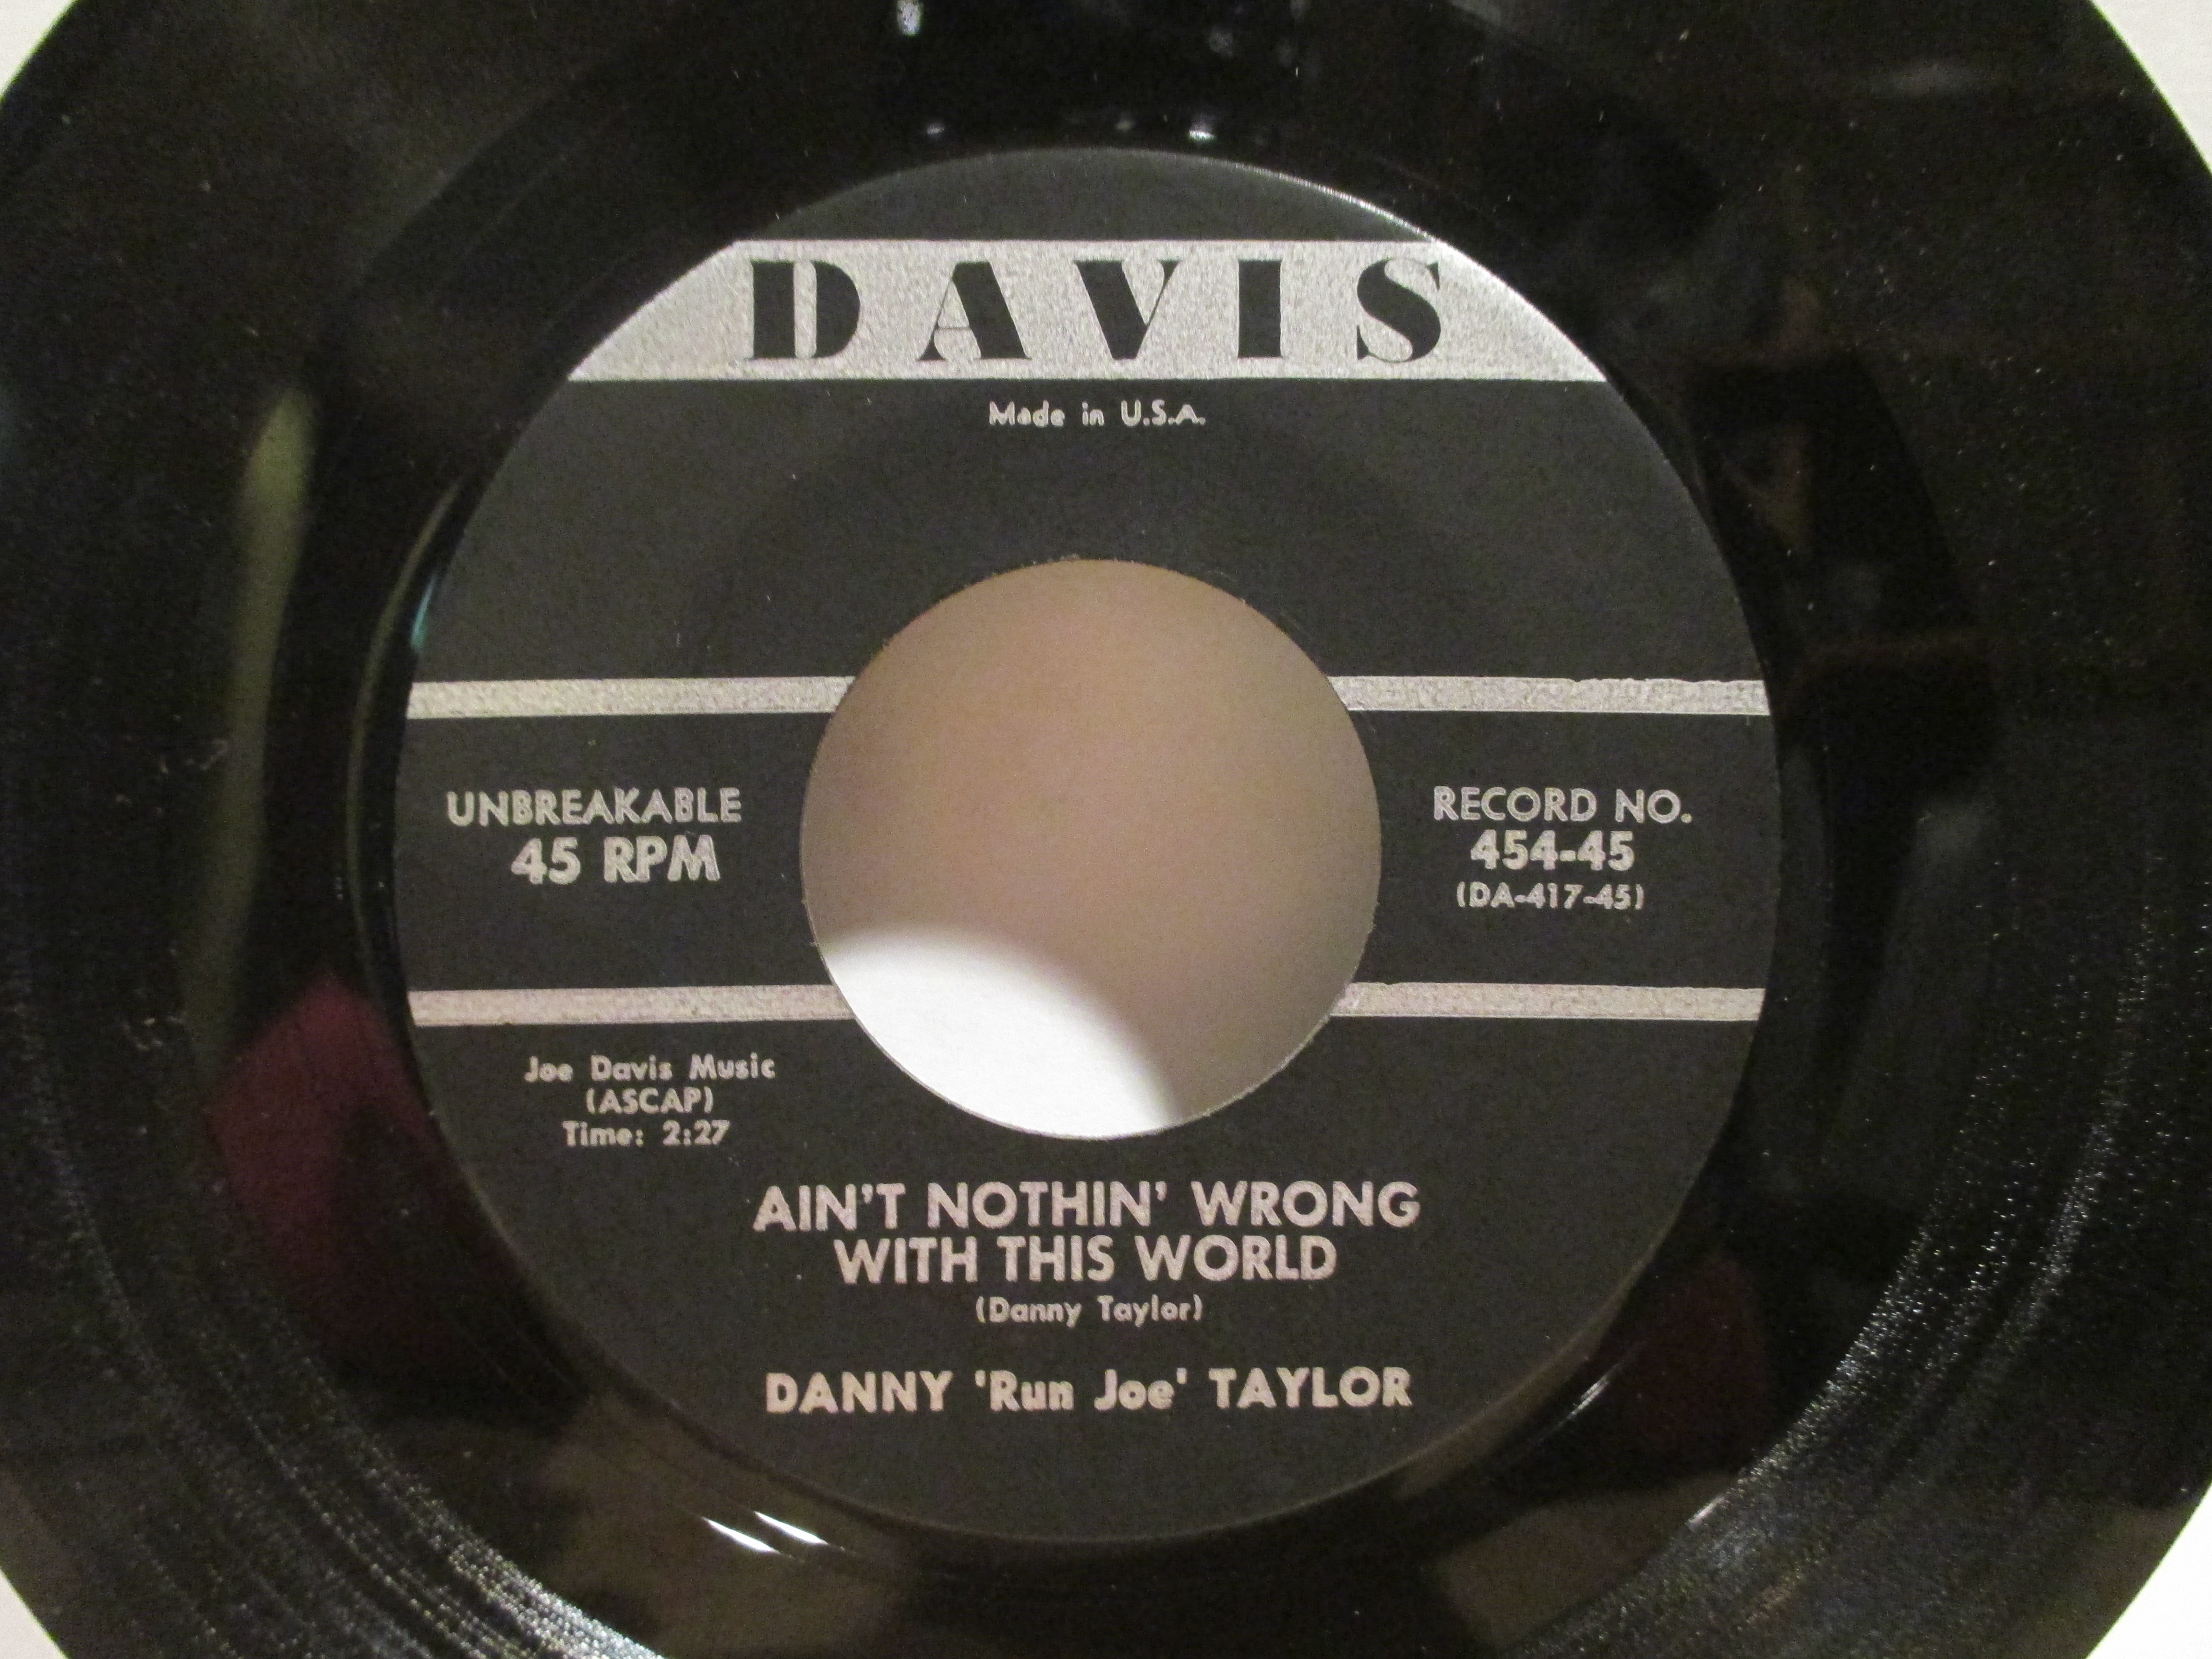 DAVIS
Made in U.S.A.
UNBREAKABLE
45 RPM
RECORD NO.
454-45
(DA-417-45)
Joe Davis Music
(ASCAP)
Time: 2:27
AIN'T NOTHIN' WRONG
WITH THIS WORLD
(Danny Taylor)
DANNY 'Run Joe' TAYLOR